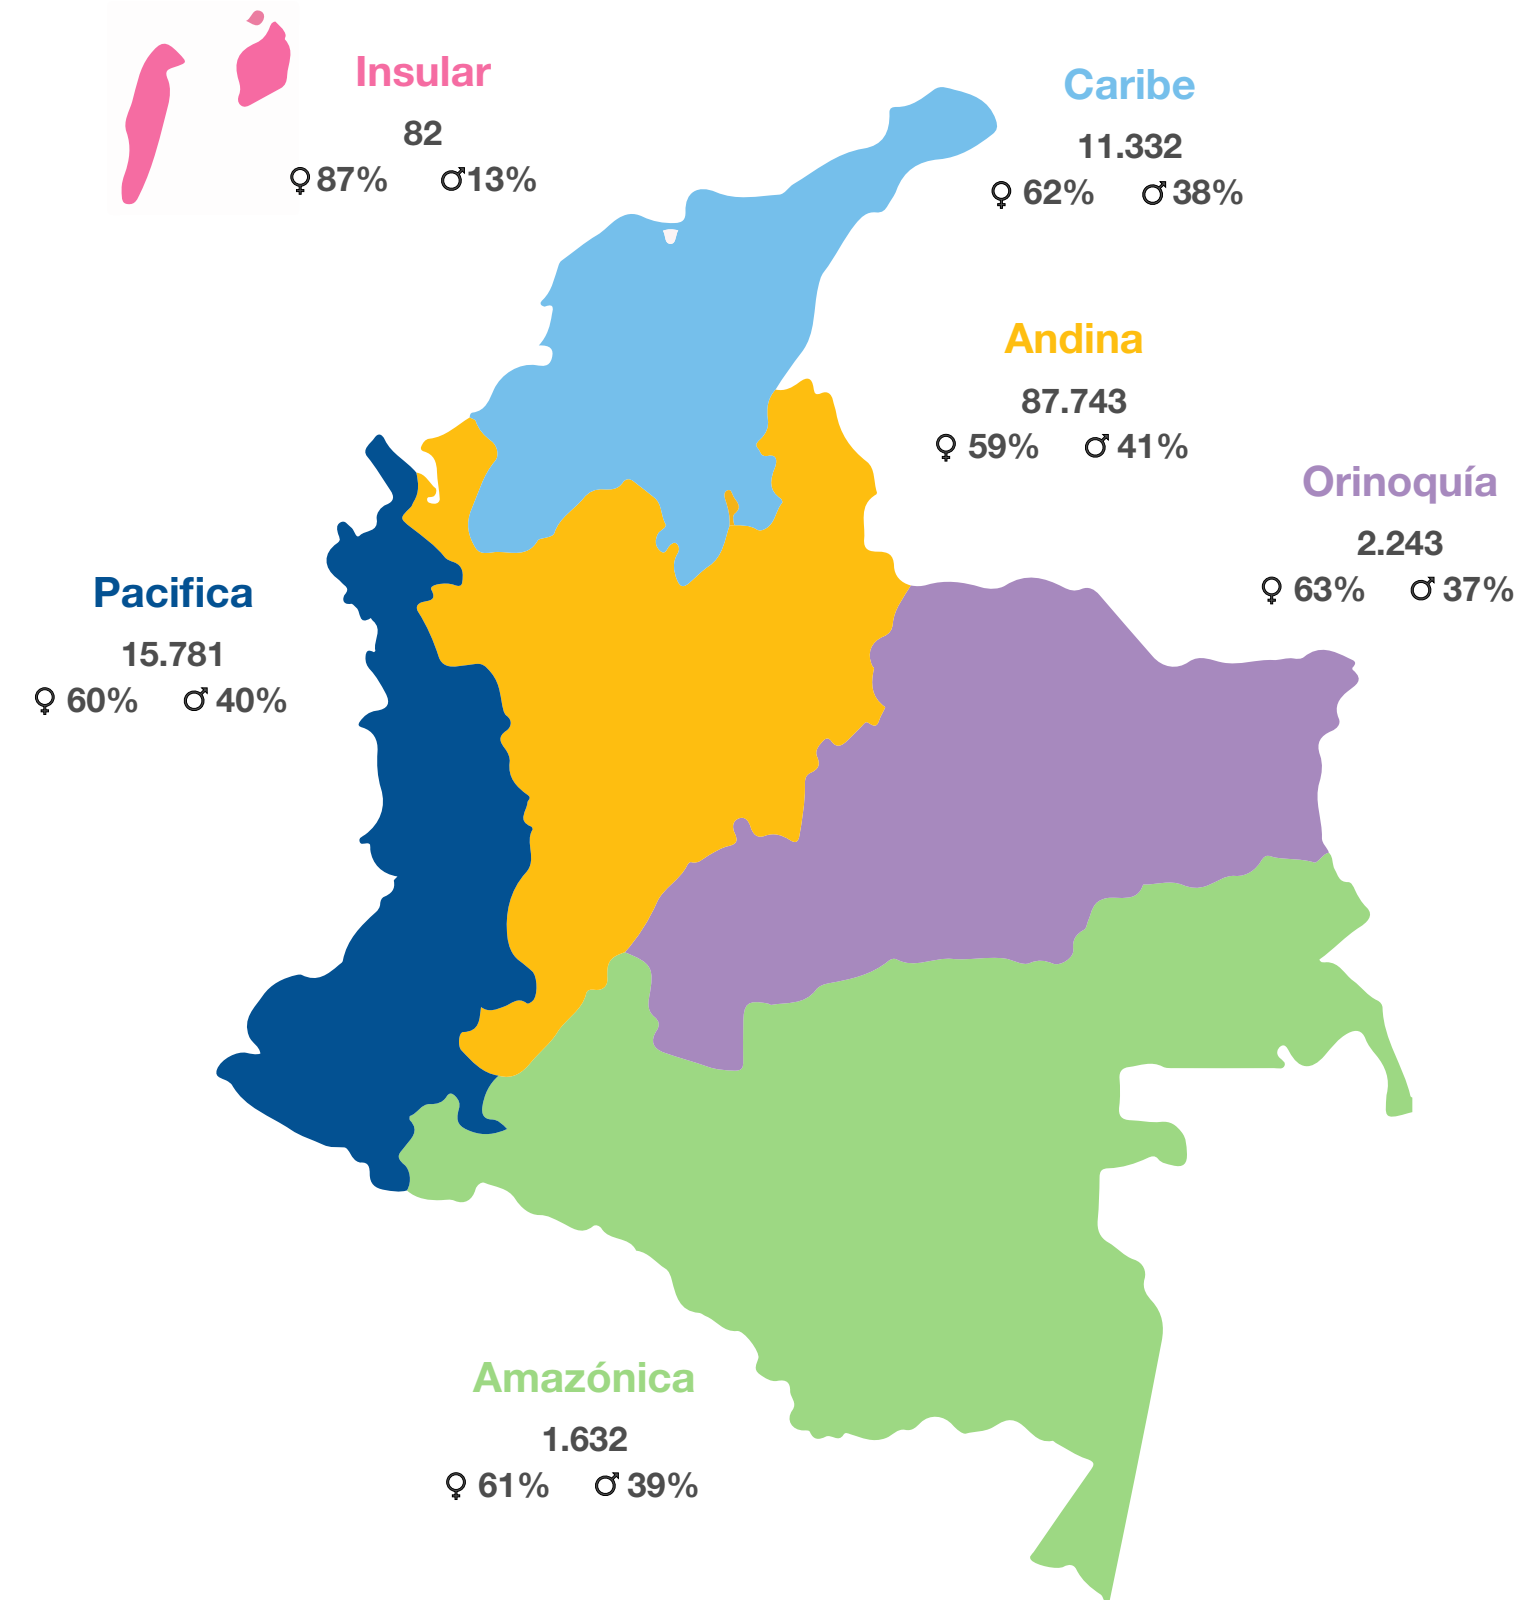 Insular
82
♀ 87% ♂ 13%
Caribe
11.332
♀ 62% ♂ 38%
Andina
87.743
♀ 59% ♂ 41%
Orinoquía
2.243
♀ 63% ♂ 37%
Pacifica
15.781
♀ 60% ♂ 40%
Amazónica
1.632
♀ 61% ♂ 39%